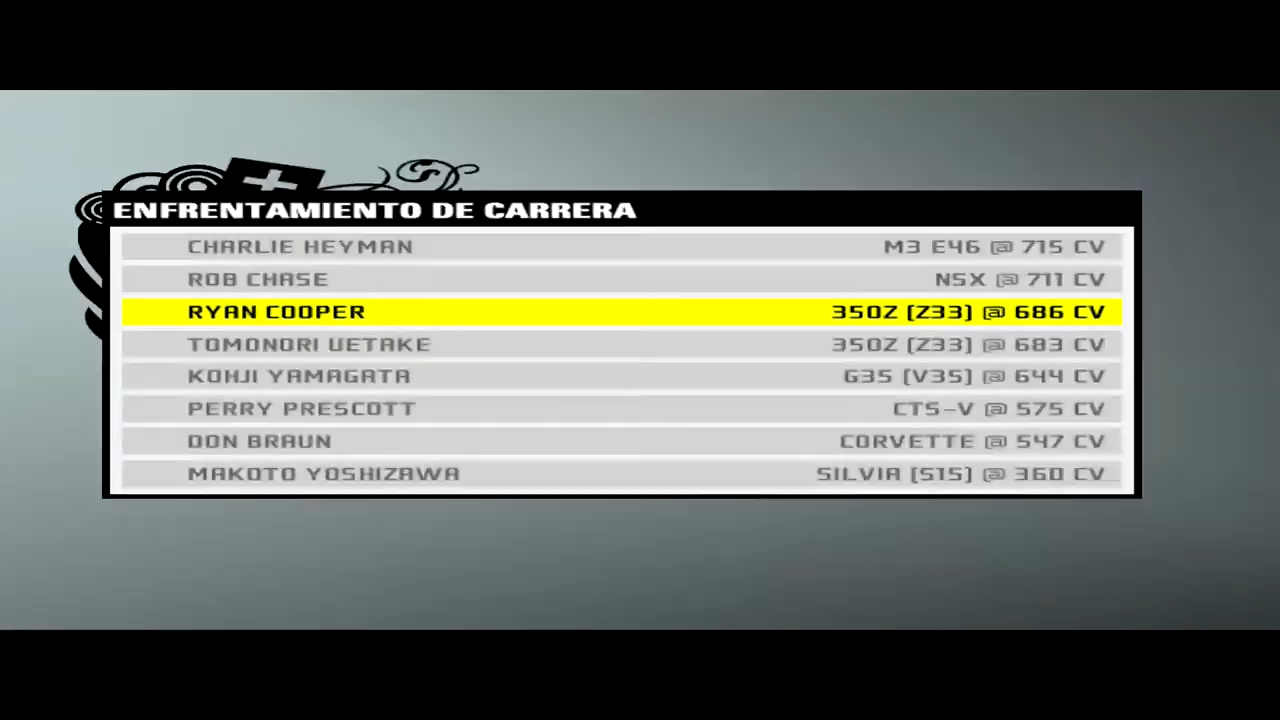 ENFRENTAMIENTO DE CARRERA
CHARLIE HEYMAN M3 E46 @ 715 CV
ROB CHASE NSX @ 711 CV
RYAN COOPER 350Z [Z33] @ 686 CV
TOMONORI UETAKE 350Z [Z33] @ 683 CV
KOHJI YAMAGATA G35 [V35] @ 644 CV
PERRY PRESCOTT CTS-V @ 575 CV
DON BRAUN CORVETTE @ 547 CV
MAKOTO YOSHIZAWA SILVIA [S15] @ 360 CV